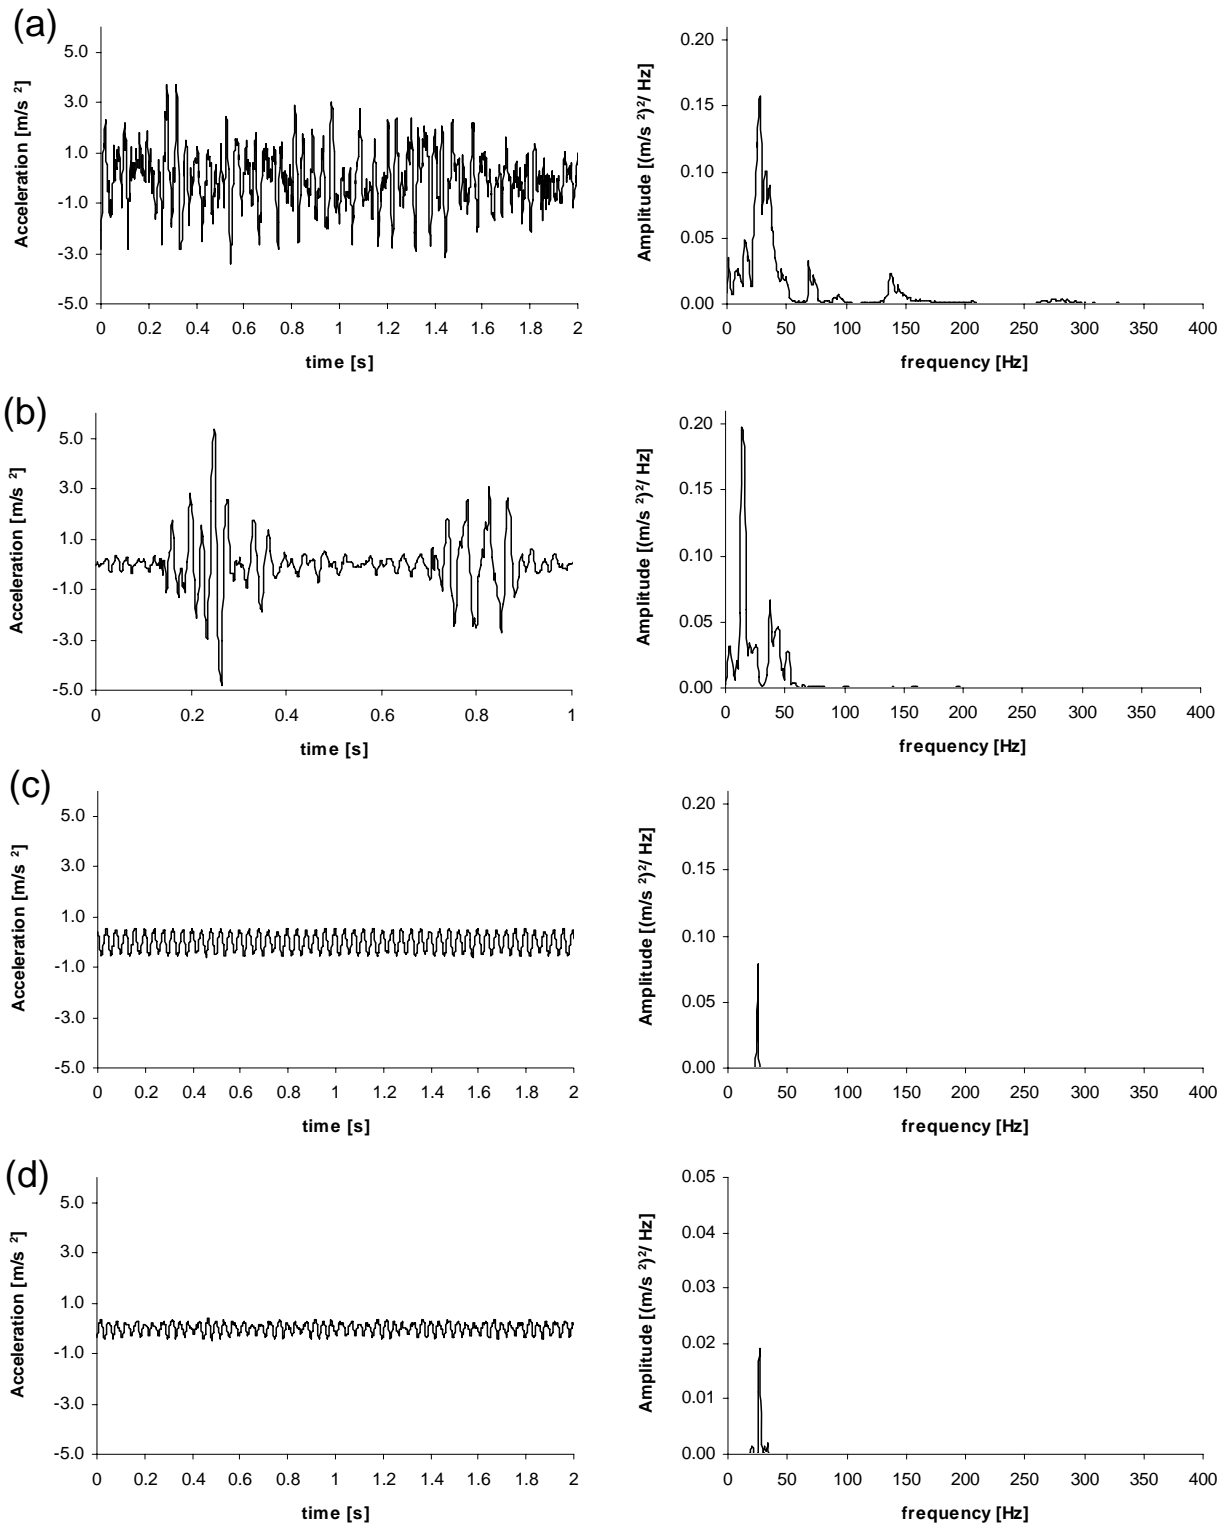 (a)
5.0
3.0
1.0
-1.0
-3.0
-5.0
Acceleration [m/s ²]
0 0.2 0.4 0.6 0.8 1 1.2 1.4 1.6 1.8 2
time [s]
0.20
0.15
0.10
0.05
0.00
Amplitude [(m/s ²)²/ Hz]
0 50 100 150 200 250 300 350 400
frequency [Hz]
(b)
5.0
3.0
1.0
-1.0
-3.0
-5.0
Acceleration [m/s ²]
0 0.2 0.4 0.6 0.8 1
time [s]
0.20
0.15
0.10
0.05
0.00
Amplitude [(m/s ²)²/ Hz]
0 50 100 150 200 250 300 350 400
frequency [Hz]
(c)
5.0
3.0
1.0
-1.0
-3.0
-5.0
Acceleration [m/s ²]
0 0.2 0.4 0.6 0.8 1 1.2 1.4 1.6 1.8 2
time [s]
0.20
0.15
0.10
0.05
0.00
Amplitude [(m/s ²)²/ Hz]
0 50 100 150 200 250 300 350 400
frequency [Hz]
(d)
5.0
3.0
1.0
-1.0
-3.0
-5.0
Acceleration [m/s ²]
0 0.2 0.4 0.6 0.8 1 1.2 1.4 1.6 1.8 2
time [s]
0.05
0.04
0.03
0.02
0.01
0.00
Amplitude [(m/s ²)²/ Hz]
0 50 100 150 200 250 300 350 400
frequency [Hz]